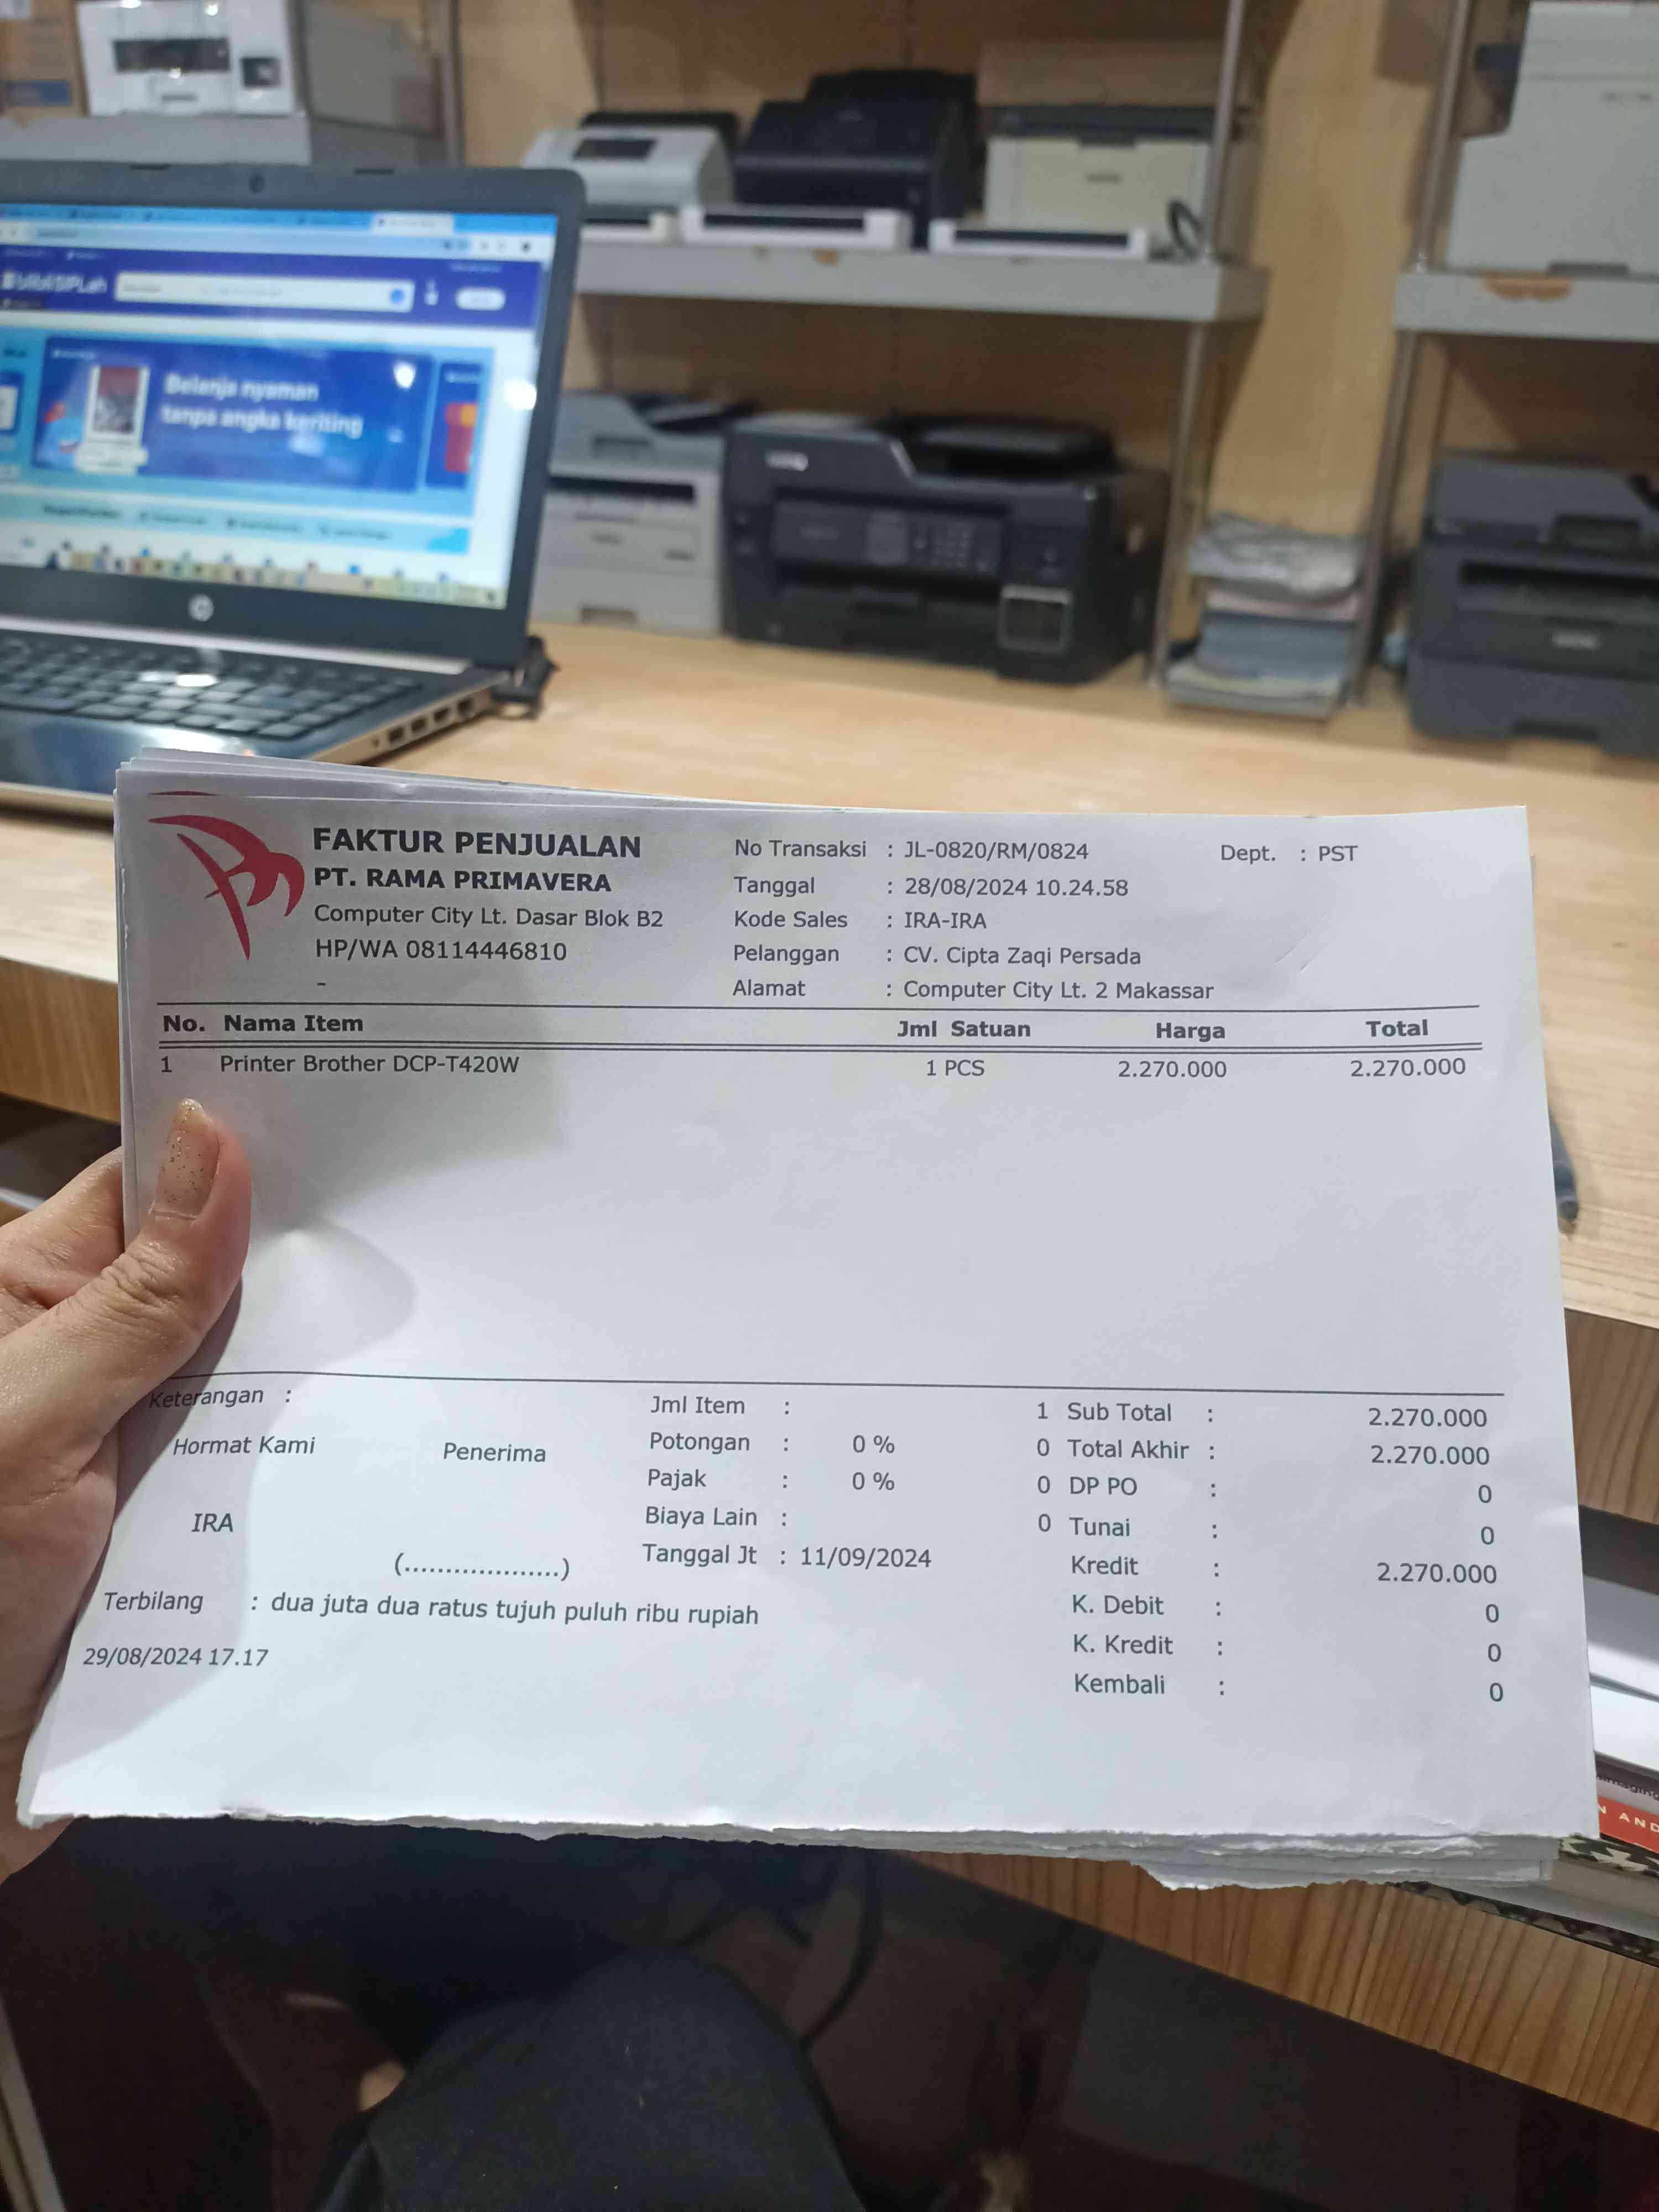 Belanja nyaman
tanpa angka keriting
FAKTUR PENJUALAN
PT. RAMA PRIMAVERA
Computer City Lt. Dasar Blok B2
HP/WA 08114446810
-
No Transaksi : JL-0820/RM/0824 Dept. : PST
Tanggal : 28/08/2024 10.24.58
Kode Sales : IRA-IRA
Pelanggan : CV. Cipta Zaqi Persada
Alamat : Computer City Lt. 2 Makassar
No. Nama Item Jml Satuan Harga Total
1 Printer Brother DCP-T420W 1 PCS 2.270.000 2.270.000
Keterangan :
Hormat Kami Penerima
IRA
(...................)
Jml Item : 1
Potongan : 0 % 0
Pajak : 0 % 0
Biaya Lain : 0
Tanggal Jt : 11/09/2024
Sub Total : 2.270.000
Total Akhir : 2.270.000
DP PO : 0
Tunai : 0
Kredit : 2.270.000
K. Debit : 0
K. Kredit : 0
Kembali : 0
Terbilang : dua juta dua ratus tujuh puluh ribu rupiah
29/08/2024 17.17
hp
N AND